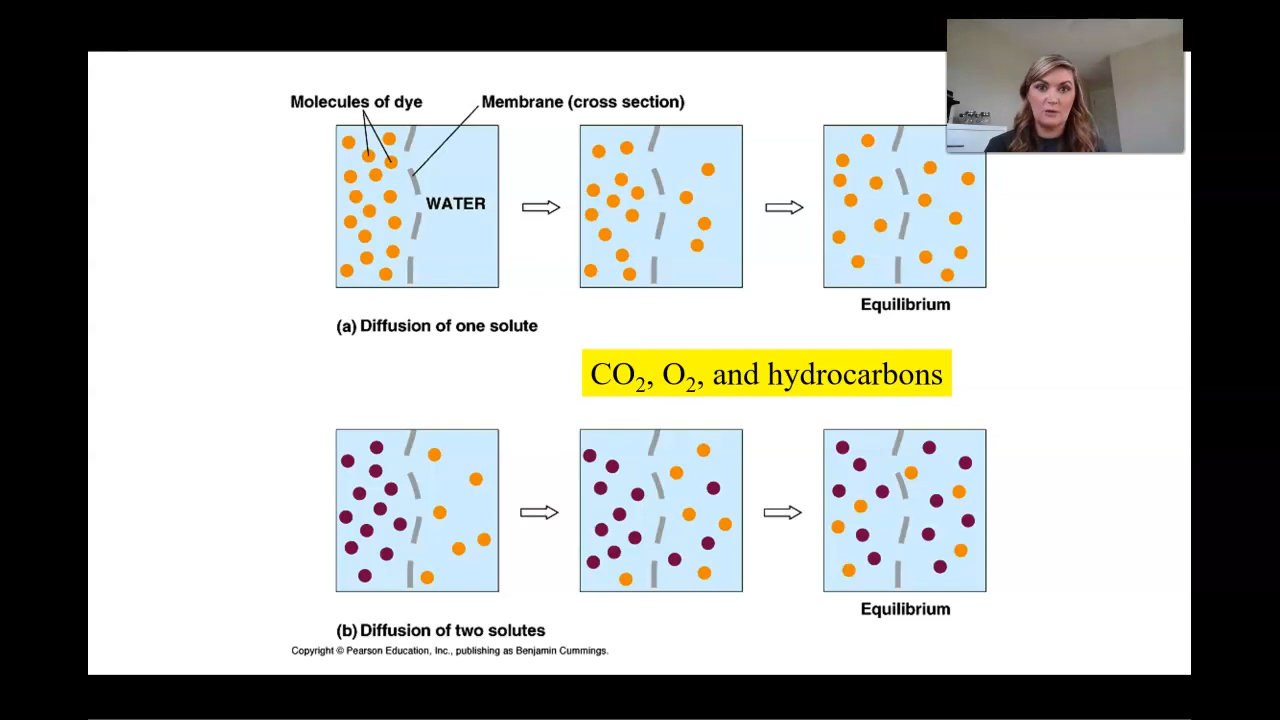 Molecules of dye
Membrane (cross section)
WATER
Equilibrium
(a) Diffusion of one solute
CO₂, O₂, and hydrocarbons
Equilibrium
(b) Diffusion of two solutes
Copyright © Pearson Education, Inc., publishing as Benjamin Cummings.